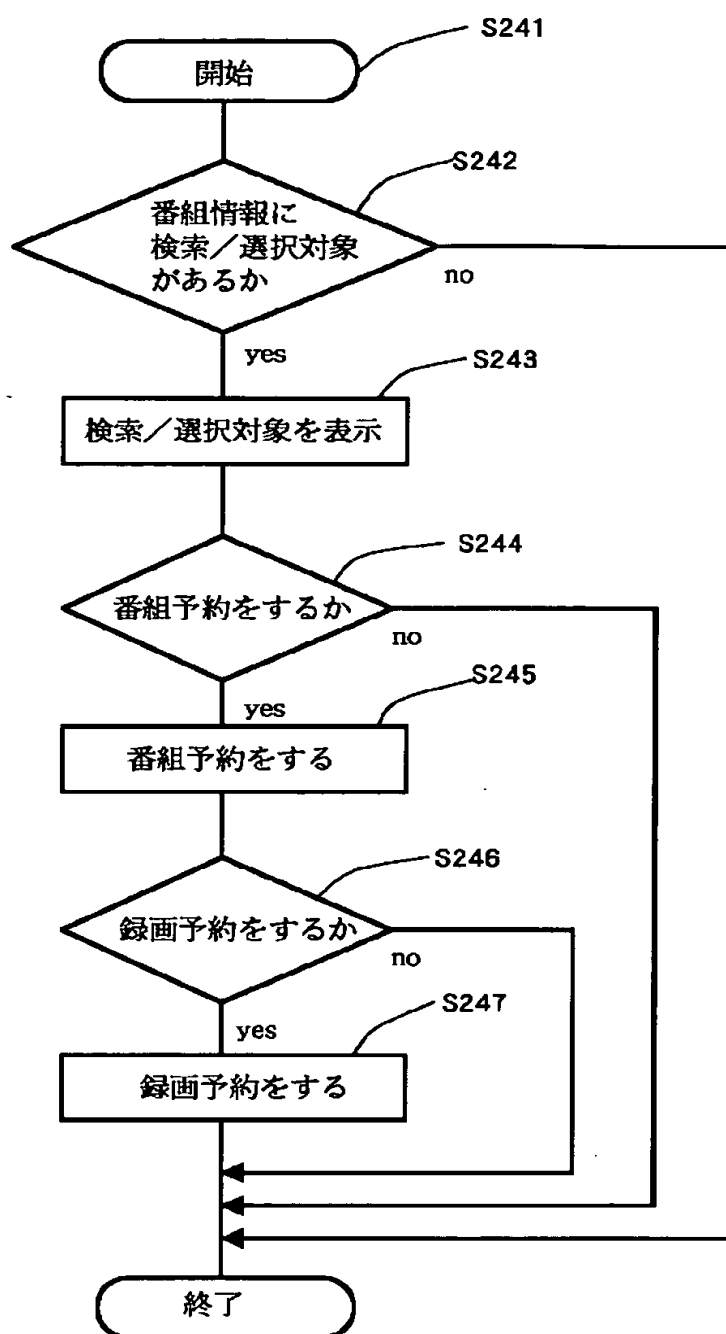 S241
開始
S242
番組情報に
検索／選択対象
があるか
no
yes
S243
検索／選択対象を表示
S244
番組予約をするか
no
yes
S245
番組予約をする
S246
録画予約をするか
no
yes
S247
録画予約をする
終了